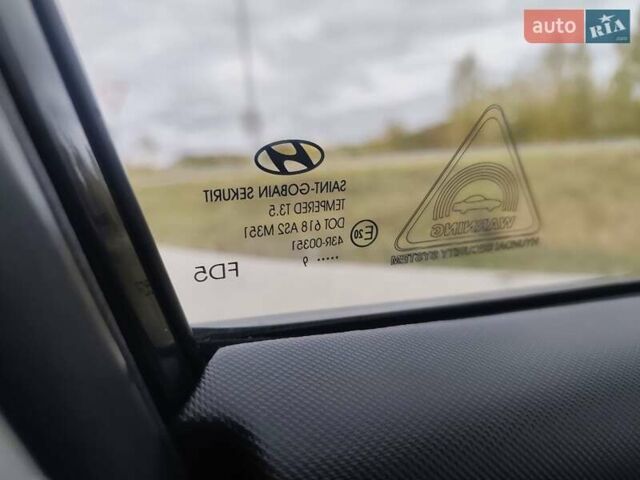 auto RIA
SAINT-GOBAIN SEKURIT
TEMPERED T3.5
DOT 618 AS2 M351
43R-00351
E20
..... 9
FD5
WARNING
HYUNDAI SECURITY SYSTEM